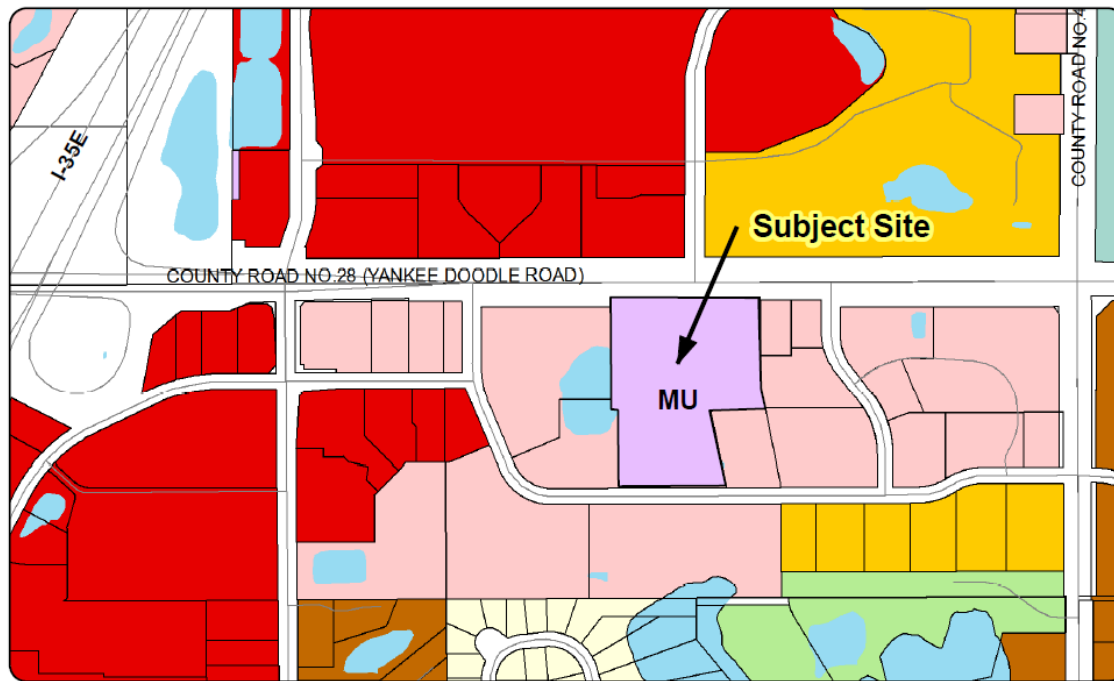 COUNTY ROAD NO.4
I-35E
Subject Site
COUNTY ROAD NO.28 (YANKEE DOODLE ROAD)
MU